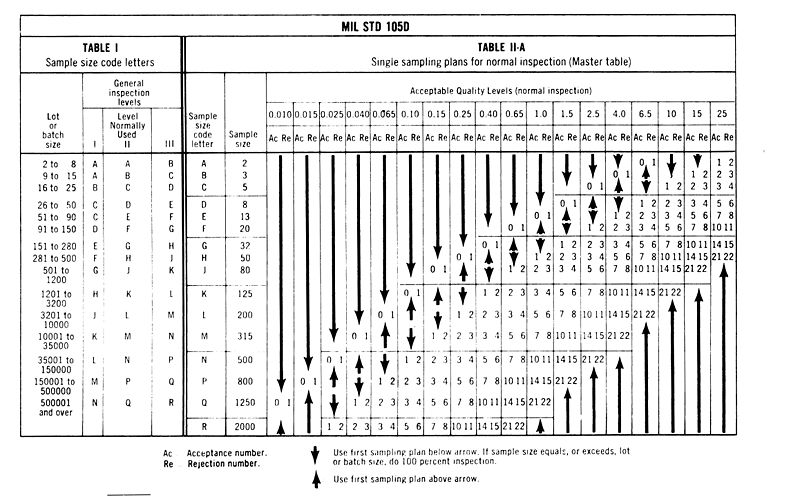 MIL STD 105D
TABLE I
Sample size code letters
TABLE II-A
Single sampling plans for normal inspection (Master table)
Lot or batch size
General inspection levels
I
Level Normally Used II
III
Sample size code letter
Sample size
Acceptable Quality Levels (normal inspection)
0.010 0.015 0.025 0.040 0.065 0.10 0.15 0.25 0.40 0.65 1.0 1.5 2.5 4.0 6.5 10 15 25
Ac Re Ac Re Ac Re Ac Re Ac Re Ac Re Ac Re Ac Re Ac Re Ac Re Ac Re Ac Re Ac Re Ac Re Ac Re Ac Re Ac Re Ac Re
2 to 8 A A B A 2 0 1 1 2
9 to 15 A B C B 3 0 1 1 2 2 3
16 to 25 B C D C 5 0 1 1 2 2 3 3 4
26 to 50 C D E D 8 0 1 1 2 2 3 3 4 5 6
51 to 90 C E F E 13 0 1 1 2 2 3 3 4 5 6 7 8
91 to 150 D F G F 20 0 1 1 2 2 3 3 4 5 6 7 8 10 11
151 to 280 E G H G 32 0 1 1 2 2 3 3 4 5 6 7 8 10 11 14 15
281 to 500 F H J H 50 0 1 1 2 2 3 3 4 5 6 7 8 10 11 14 15 21 22
501 to 1200 G J K J 80 0 1 1 2 2 3 3 4 5 6 7 8 10 11 14 15 21 22
1201 to 3200 H K L K 125 0 1 1 2 2 3 3 4 5 6 7 8 10 11 14 15 21 22
3201 to 10000 J L M L 200 0 1 1 2 2 3 3 4 5 6 7 8 10 11 14 15 21 22
10001 to 35000 K M N M 315 0 1 1 2 2 3 3 4 5 6 7 8 10 11 14 15 21 22
35001 to 150000 L N P N 500 0 1 1 2 2 3 3 4 5 6 7 8 10 11 14 15 21 22
150001 to 500000 M P Q P 800 0 1 1 2 2 3 3 4 5 6 7 8 10 11 14 15 21 22
500001 and over N Q R Q 1250 0 1 1 2 2 3 3 4 5 6 7 8 10 11 14 15 21 22
R 2000 1 2 2 3 3 4 5 6 7 8 10 11 14 15 21 22
Ac Acceptance number.
Re Rejection number.
Use first sampling plan below arrow. If sample size equals, or exceeds, lot
or batch size, do 100 percent inspection.
Use first sampling plan above arrow.